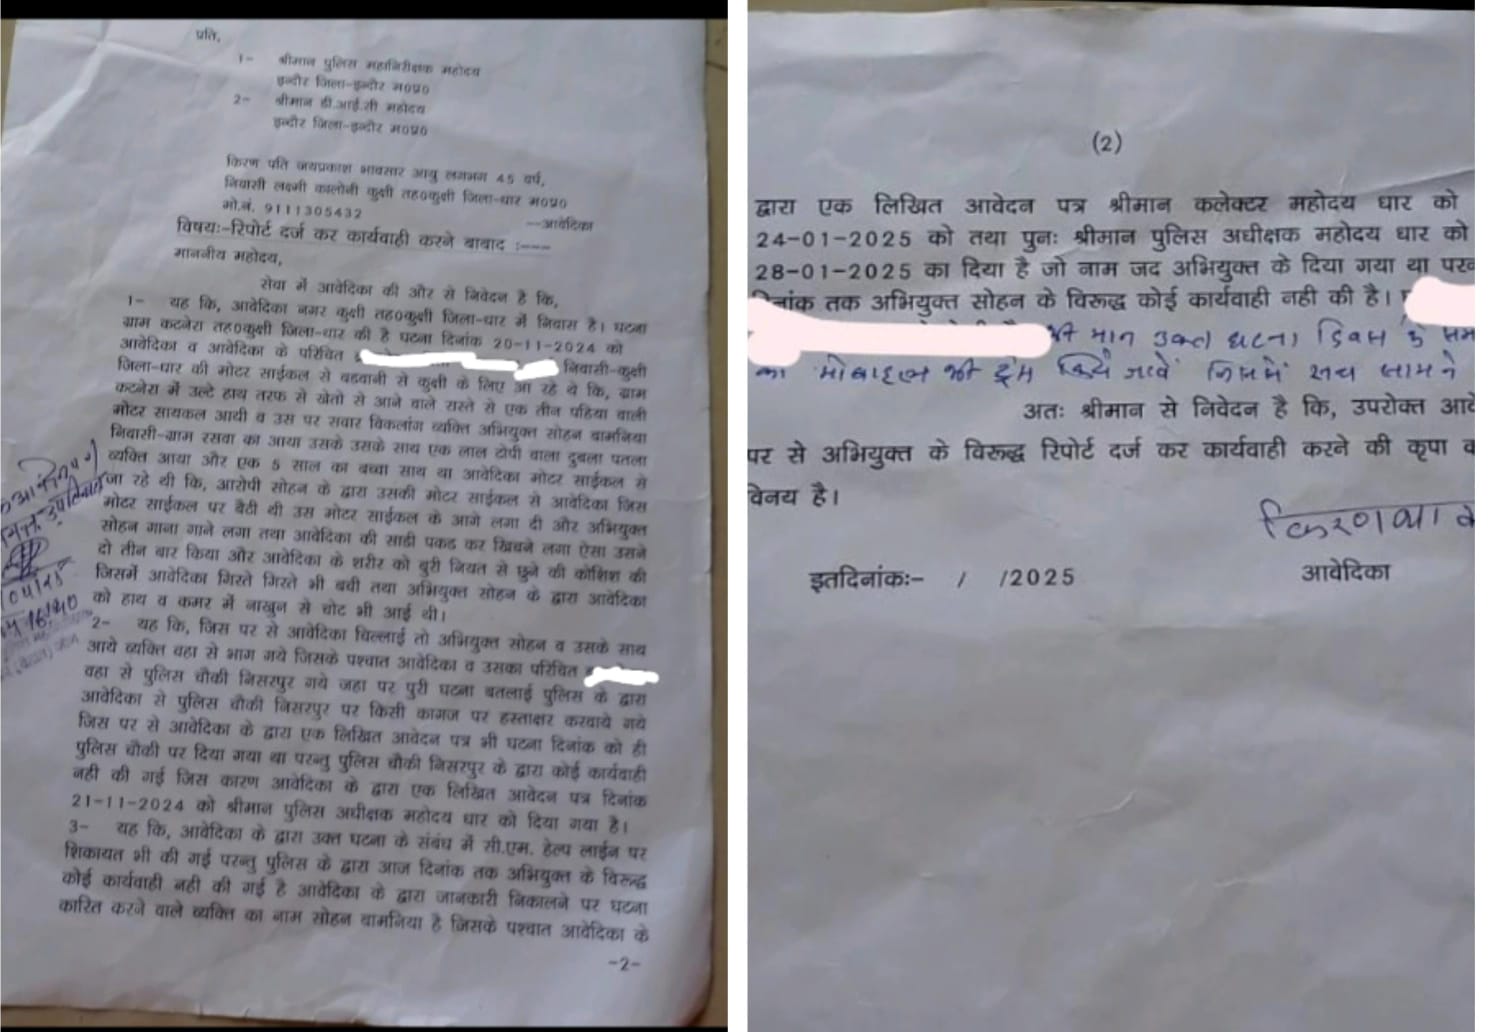 प्रति,
1- श्रीमान पुलिस महानिरीक्षक महोदय
इन्दौर जिला-इन्दौर म0प्र0
2- श्रीमान डी.आई.सी महोदय
इन्दौर जिला-इन्दौर म0प्र0
किरण पति जयप्रकाश भावसार आयु लगभग 45 वर्ष,
निवासी लक्ष्मी कालोनी कुक्षी तह0कुक्षी जिला-धार म0प्र0
मो.नं. 9111305432
---आवेदिका
विषयः-रिपोर्ट दर्ज कर कार्यवाही करने बाबाद :----
माननीय महोदय,
सेवा में आवेदिका की और से निवेदन है कि,
1- यह कि, आवेदिका नगर कुक्षी तह0कुक्षी जिला-धार में निवास है। घटना
ग्राम कटनेरा तह0कुक्षी जिला-धार की है घटना दिनांक 20-11-2024 को
आवेदिका व आवेदिका के परिचित निवासी-कुक्षी
जिला-धार की मोटर साईकल से बडवानी से कुक्षी के लिए आ रहे थे कि, ग्राम
कटनेरा में उल्टे हाथ तरफ से खेतो से आने वाले रास्ते से एक तीन पहिया वाली
मोटर सायकल आयी व उस पर सवार विकलांग व्यक्ति अभियुक्त सोहन बामनिया
निवासी-ग्राम रसवा का आया उसके उसके साथ एक लाल टोपी वाला दुबला पतला
व्यक्ति आया और एक 5 साल का बच्चा साथ था आवेदिका मोटर साईकल से
जा रहे थी कि, आरोपी सोहन के द्वारा उसकी मोटर साईकल से आवेदिका जिस
मोटर साईकल पर बैठी थी उस मोटर साईकल के आगे लगा दी और अभियुक्त
सोहन गाना गाने लगा तथा आवेदिका की साडी पकड कर खिचने लगा ऐसा उसने
दो तीन बार किया और आवेदिका के शरीर को बुरी नियत से छुने की कोशिश की
जिसमें आवेदिका गिरते गिरते भी बची तथा अभियुक्त सोहन के द्वारा आवेदिका
को हाथ व कमर में नाखुन से चोट भी आई थी।
2- यह कि, जिस पर से आवेदिका चिल्लाई तो अभियुक्त सोहन व उसके साथ
आये व्यक्ति वहा से भाग गये जिसके पश्चात आवेदिका व उसका परिचित
वहा से पुलिस चौकी निसरपुर गये जहा पर पुरी घटना बतलाई पुलिस के द्वारा
आवेदिका से पुलिस चौकी निसरपुर पर किसी कागज पर हस्ताक्षर करवाये गये
जिस पर से आवेदिका के द्वारा एक लिखित आवेदन पत्र भी घटना दिनांक को ही
पुलिस चौकी पर दिया गया था परन्तु पुलिस चौकी निसरपुर के द्वारा कोई कार्यवाही
नही की गई जिस कारण आवेदिका के द्वारा एक लिखित आवेदन पत्र दिनांक
21-11-2024 को श्रीमान पुलिस अधीक्षक महोदय धार को दिया गया है।
3- यह कि, आवेदिका के द्वारा उक्त घटना के संबंध में सी.एम. हेल्प लाईन पर
शिकायत भी की गई परन्तु पुलिस के द्वारा आज दिनांक तक अभियुक्त के विरूद्ध
कोई कार्यवाही नही की गई है आवेदिका के द्वारा जानकारी निकालने पर घटना
कारित करने वाले व्यक्ति का नाम सोहन बामनिया है जिसके पश्चात आवेदिका के
-2-
(2)
द्वारा एक लिखित आवेदन पत्र श्रीमान कलेक्टर महोदय धार को
24-01-2025 को तथा पुनः श्रीमान पुलिस अधीक्षक महोदय धार को
28-01-2025 का दिया है जो नाम जद अभियुक्त के दिया गया था
तक अभियुक्त सोहन के विरूद्ध कोई कार्यवाही नही की है।
उक्त घटना दिवस के
का मोबाइल की ट्रेस किये जावें जिसमें सच सामने
अतः श्रीमान से निवेदन है कि, उपरोक्त
पर से अभियुक्त के विरूद्ध रिपोर्ट दर्ज कर कार्यवाही करने की कृपा
विनय है।
इतदिनांकः- / /2025
आवेदिका